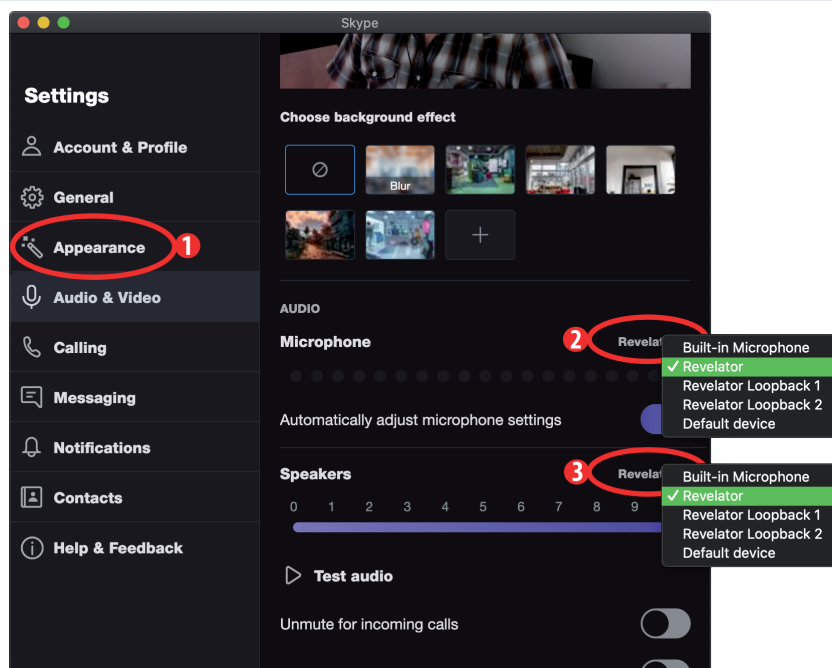 Skype
Settings
Account & Profile
General
Appearance
1
Audio & Video
Calling
Messaging
Notifications
Contacts
Help & Feedback
Choose background effect
Blur
AUDIO
Microphone
2
Built-in Microphone
✓ Revelator
Revelator Loopback 1
Revelator Loopback 2
Default device
Automatically adjust microphone settings
Speakers
3
Built-in Microphone
✓ Revelator
Revelator Loopback 1
Revelator Loopback 2
Default device
0 1 2 3 4 5 6 7 8 9
Test audio
Unmute for incoming calls